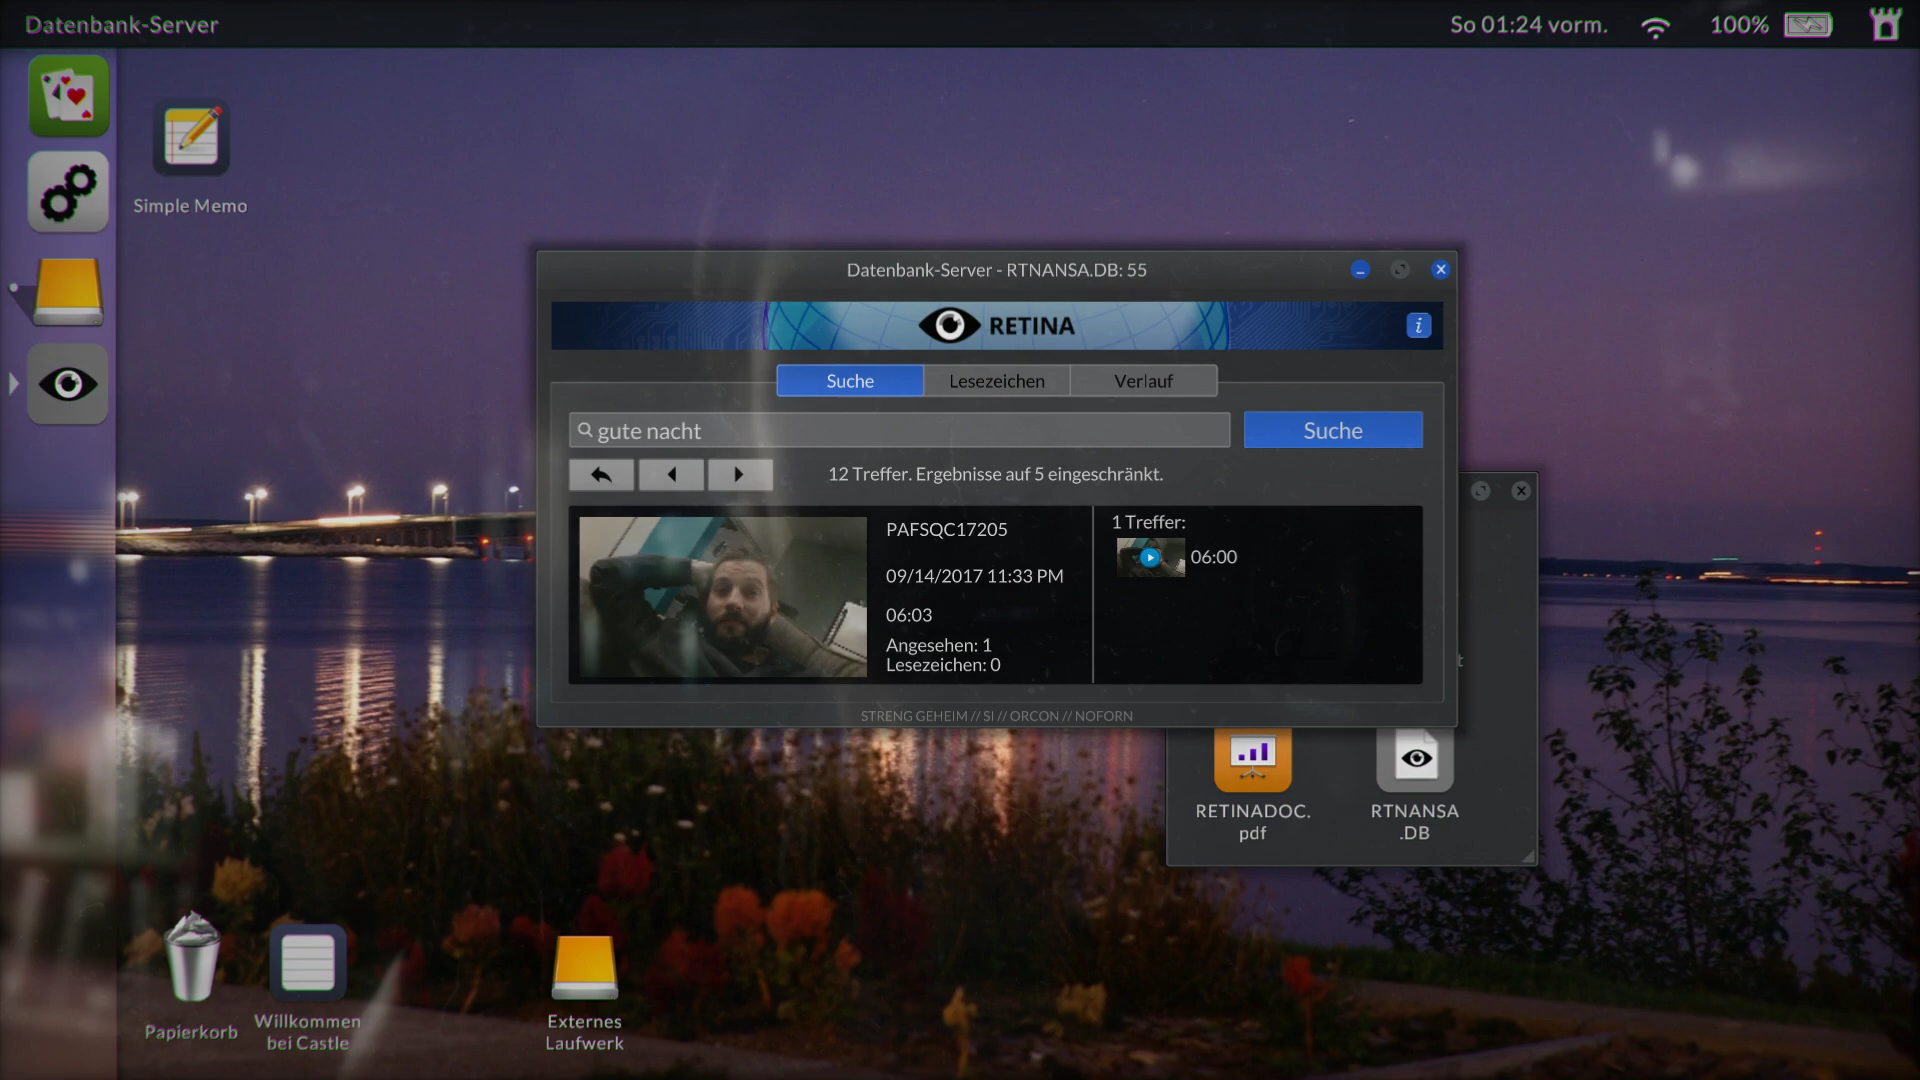 Datenbank-Server
So 01:24 vorm.
100%
Simple Memo
Datenbank-Server - RTNANSA.DB: 55
RETINA
i
Suche
Lesezeichen
Verlauf
gute nacht
Suche
12 Treffer. Ergebnisse auf 5 eingeschränkt.
PAFSQC17205
09/14/2017 11:33 PM
06:03
Angesehen: 1
Lesezeichen: 0
1 Treffer:
06:00
STRENG GEHEIM // SI // ORCON // NOFORN
t
RETINADOC.
pdf
RTNANSA
.DB
Papierkorb
Willkommen
bei Castle
Externes
Laufwerk